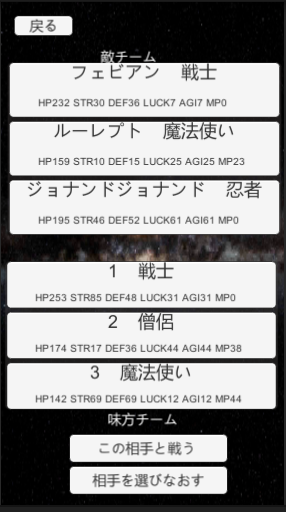 戻る
敵チーム
フェビアン　戦士
HP232 STR30 DEF36 LUCK7 AGI7 MP0
ルーレプト　魔法使い
HP159 STR10 DEF15 LUCK25 AGI25 MP23
ジョナンドジョナンド　忍者
HP195 STR46 DEF52 LUCK61 AGI61 MP0
1　戦士
HP253 STR85 DEF48 LUCK31 AGI31 MP0
2　僧侶
HP174 STR17 DEF36 LUCK44 AGI44 MP38
3　魔法使い
HP142 STR69 DEF69 LUCK12 AGI12 MP44
味方チーム
この相手と戦う
相手を選びなおす